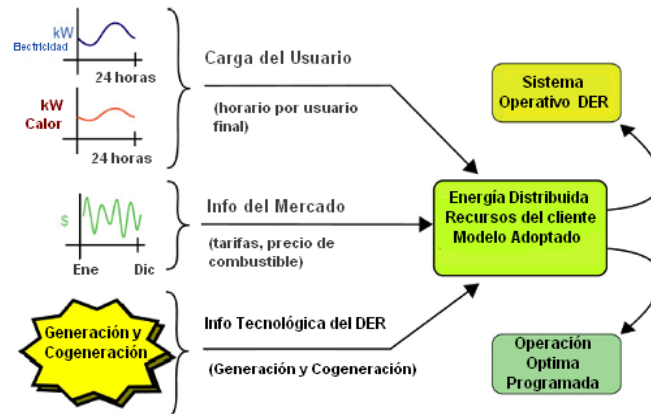 kW
Electricidad
24 horas
kW
Calor
24 horas
Carga del Usuario
(horario por usuario
final)
$
Ene Dic
Info del Mercado
(tarifas, precio de
combustible)
Generación y
Cogeneración
Info Tecnológica del DER
(Generación y Cogeneración)
Energía Distribuida
Recursos del cliente
Modelo Adoptado
Sistema
Operativo DER
Operación
Optima
Programada